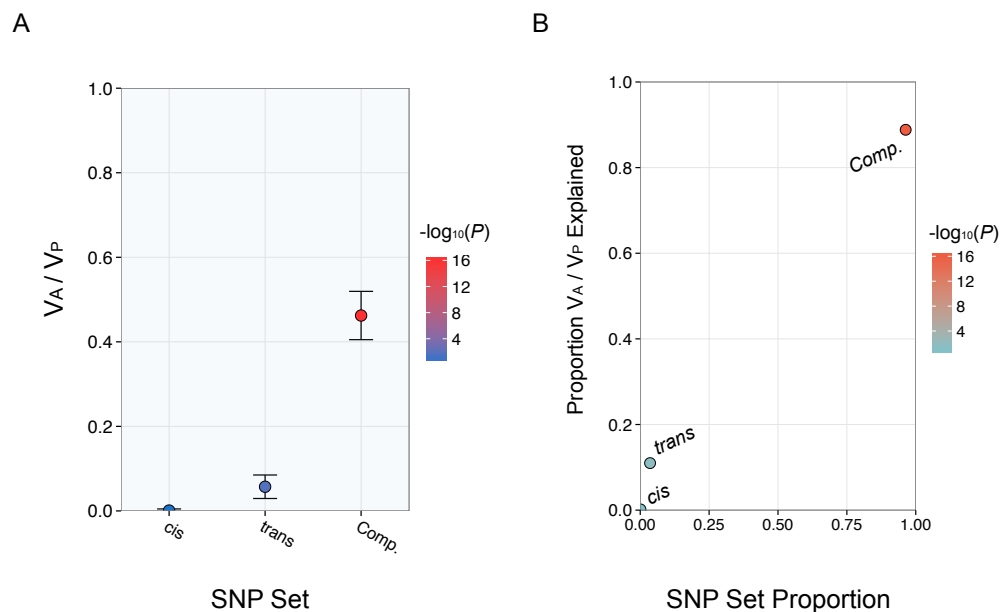 A
1.0
0.8
0.6
0.4
0.2
0.0
VA / VP
cis
trans
Comp.
SNP Set
-log10(P)
16
12
8
4
B
1.0
0.8
0.6
0.4
0.2
0.0
Proportion VA / VP Explained
Comp.
trans
cis
0.00 0.25 0.50 0.75 1.00
SNP Set Proportion
-log10(P)
16
12
8
4